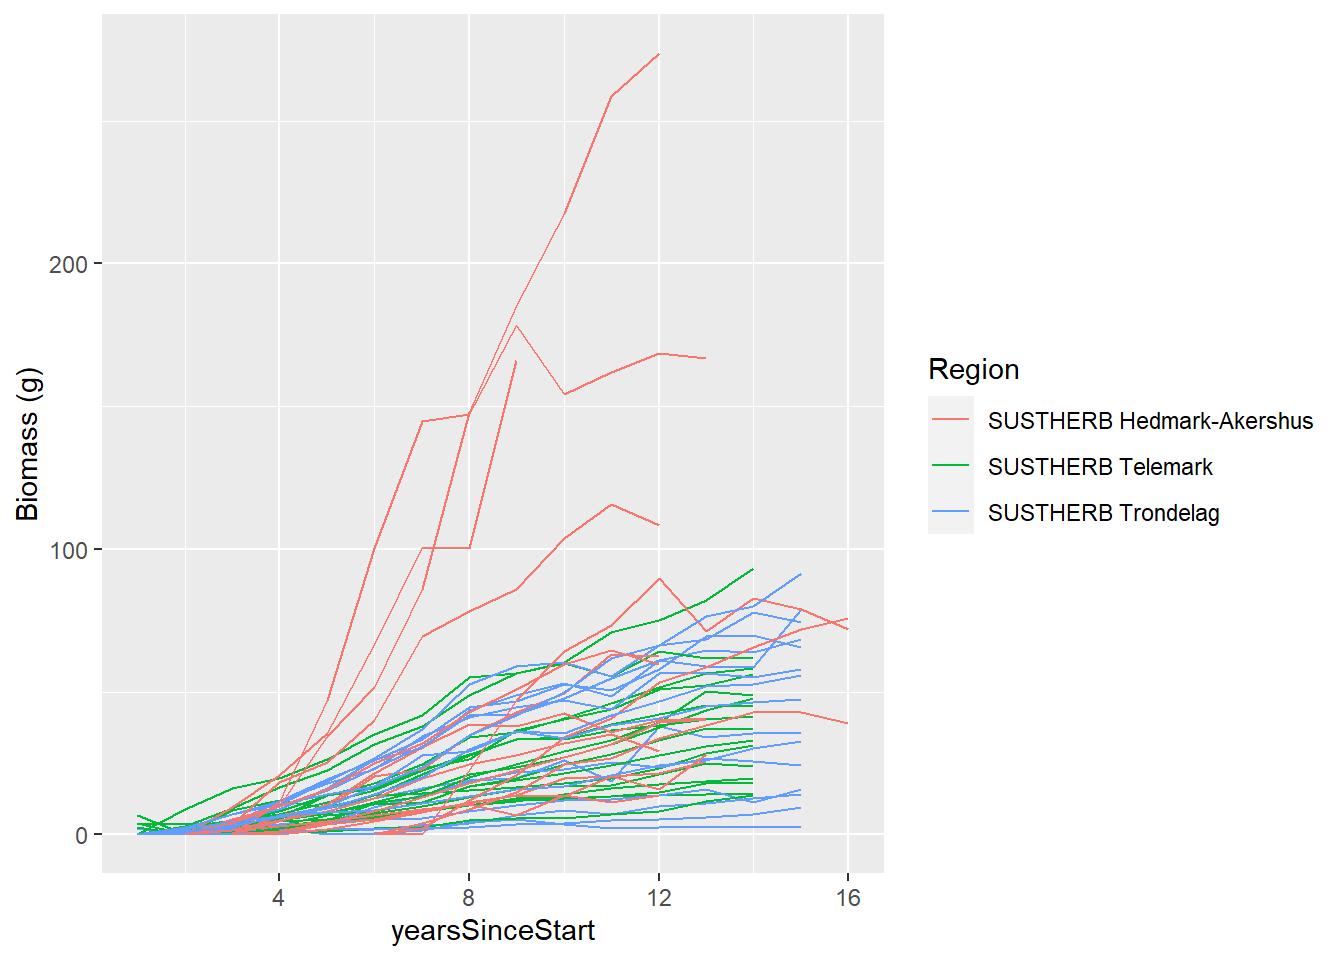 Biomass (g)
200
100
0
4 8 12 16
yearsSinceStart
Region
SUSTHERB Hedmark-Akershus
SUSTHERB Telemark
SUSTHERB Trondelag